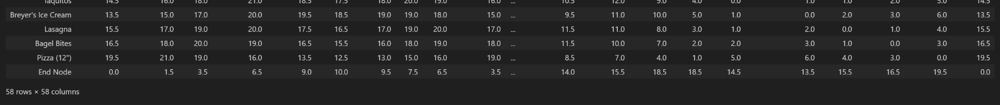 Taquitos 14.5 16.0 18.0 21.0 18.5 17.5 18.0 20.0 19.0 16.0 ... 10.5 12.0 9.0 4.0 0.0 1.0 1.0 2.0 5.0 14.5
Breyer's Ice Cream 13.5 15.0 17.0 20.0 19.5 18.5 19.0 19.0 18.0 15.0 ... 9.5 11.0 10.0 5.0 1.0 0.0 2.0 3.0 6.0 13.5
Lasagna 15.5 17.0 19.0 20.0 17.5 16.5 17.0 19.0 20.0 17.0 ... 11.5 11.0 8.0 3.0 1.0 2.0 0.0 1.0 4.0 15.5
Bagel Bites 16.5 18.0 20.0 19.0 16.5 15.5 16.0 18.0 19.0 18.0 ... 11.5 10.0 7.0 2.0 2.0 3.0 1.0 0.0 3.0 16.5
Pizza (12") 19.5 21.0 19.0 16.0 13.5 12.5 13.0 15.0 16.0 19.0 ... 8.5 7.0 4.0 1.0 5.0 6.0 4.0 3.0 0.0 19.5
End Node 0.0 1.5 3.5 6.5 9.0 10.0 9.5 7.5 6.5 3.5 ... 14.0 15.5 18.5 18.5 14.5 13.5 15.5 16.5 19.5 0.0
58 rows × 58 columns